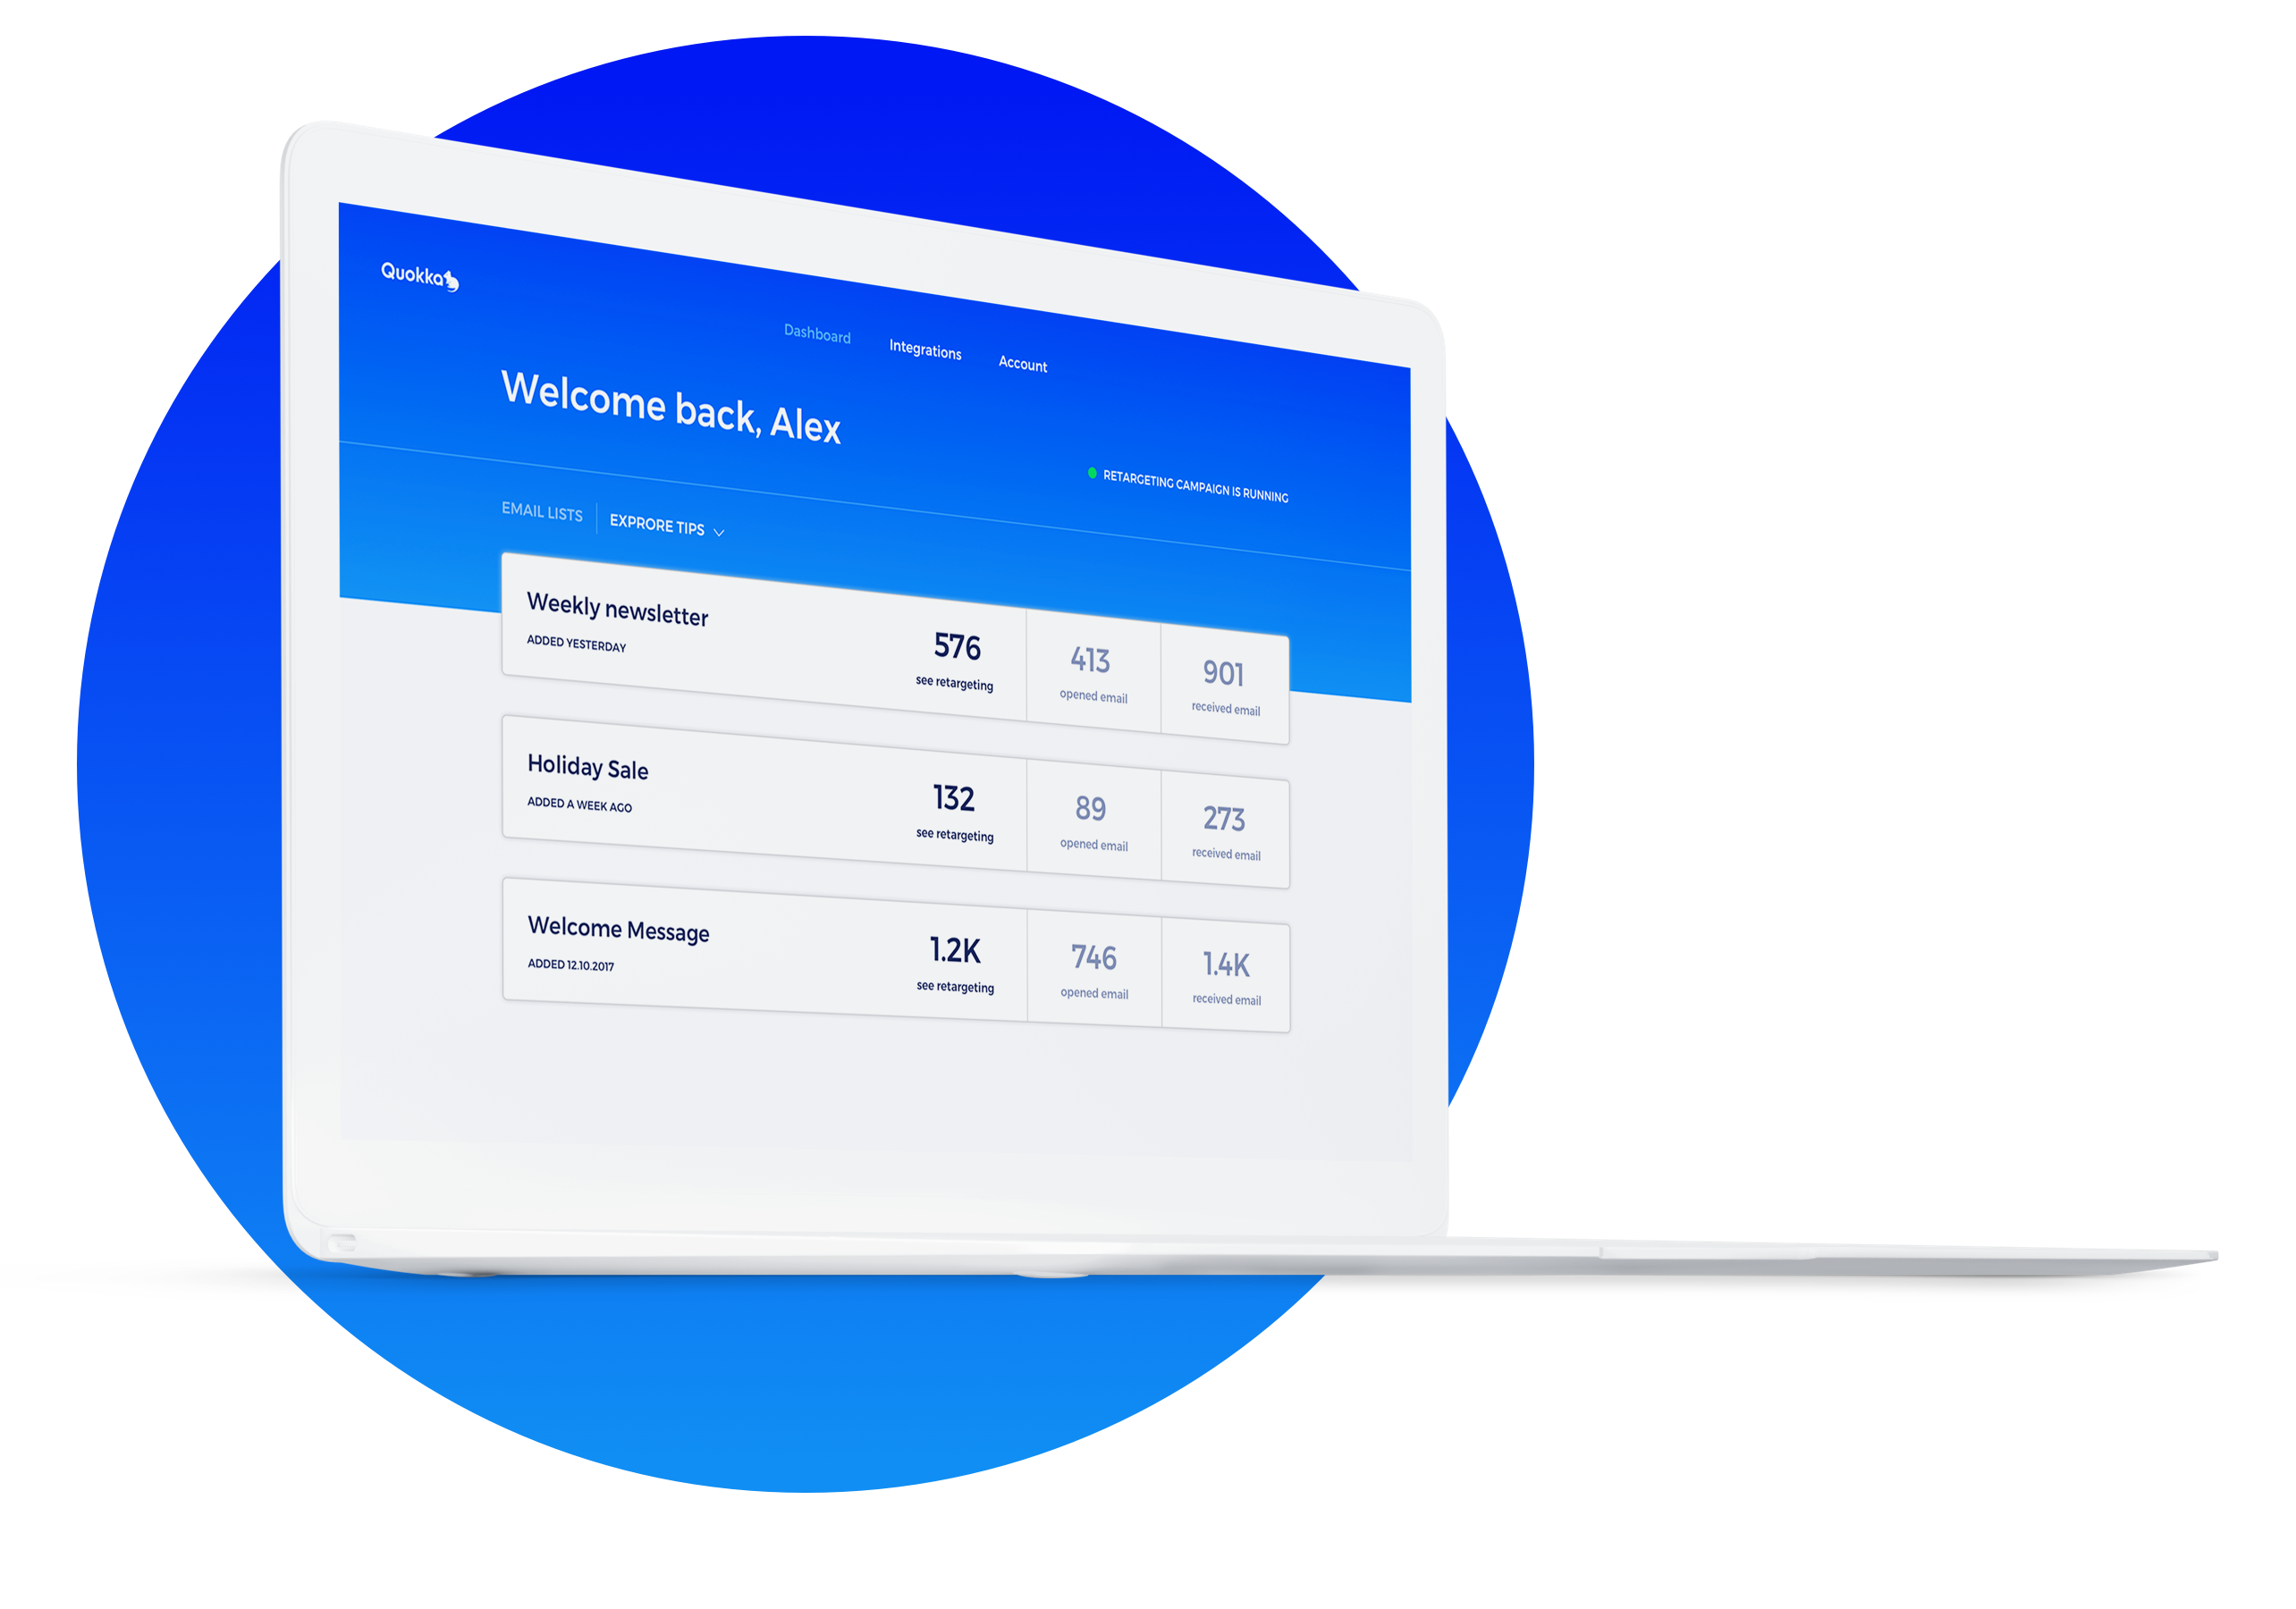 Quokka
Dashboard Integrations Account
Welcome back, Alex
RETARGETING CAMPAIGN IS RUNNING
EMAIL LISTS EXPRORE TIPS
Weekly newsletter
ADDED YESTERDAY
576
see retargeting
413
opened email
901
received email
Holiday Sale
ADDED A WEEK AGO
132
see retargeting
89
opened email
273
received email
Welcome Message
ADDED 12.10.2017
1.2K
see retargeting
746
opened email
1.4K
received email